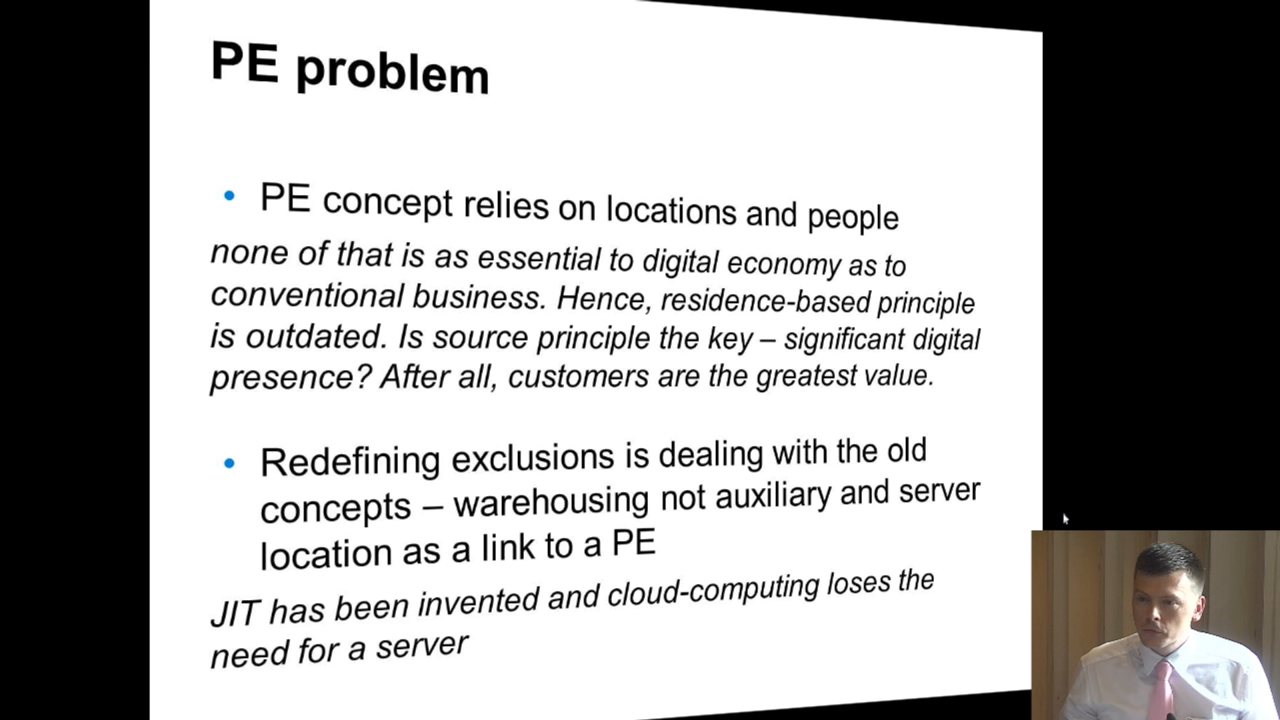 PE problem
• PE concept relies on locations and people
none of that is as essential to digital economy as to
conventional business. Hence, residence-based principle
is outdated. Is source principle the key – significant digital
presence? After all, customers are the greatest value.
• Redefining exclusions is dealing with the old
concepts – warehousing not auxiliary and server
location as a link to a PE
JIT has been invented and cloud-computing loses the
need for a server